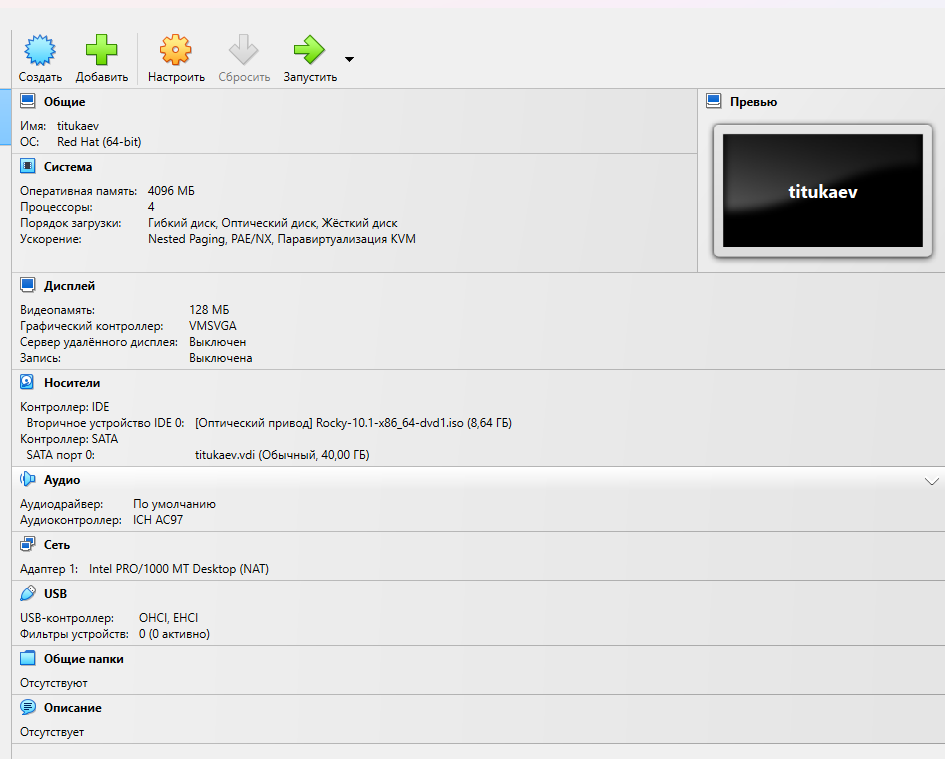 Создать Добавить Настроить Сбросить Запустить
Общие
Имя: titukaev
ОС: Red Hat (64-bit)
Превью
titukaev
Система
Оперативная память: 4096 МБ
Процессоры: 4
Порядок загрузки: Гибкий диск, Оптический диск, Жёсткий диск
Ускорение: Nested Paging, PAE/NX, Паравиртуализация KVM
Дисплей
Видеопамять: 128 МБ
Графический контроллер: VMSVGA
Сервер удалённого дисплея: Выключен
Запись: Выключена
Носители
Контроллер: IDE
Вторичное устройство IDE 0: [Оптический привод] Rocky-10.1-x86_64-dvd1.iso (8,64 ГБ)
Контроллер: SATA
SATA порт 0: titukaev.vdi (Обычный, 40,00 ГБ)
Аудио
Аудиодрайвер: По умолчанию
Аудиоконтроллер: ICH AC97
Сеть
Адаптер 1: Intel PRO/1000 MT Desktop (NAT)
USB
USB-контроллер: OHCI, EHCI
Фильтры устройств: 0 (0 активно)
Общие папки
Отсутствуют
Описание
Отсутствует